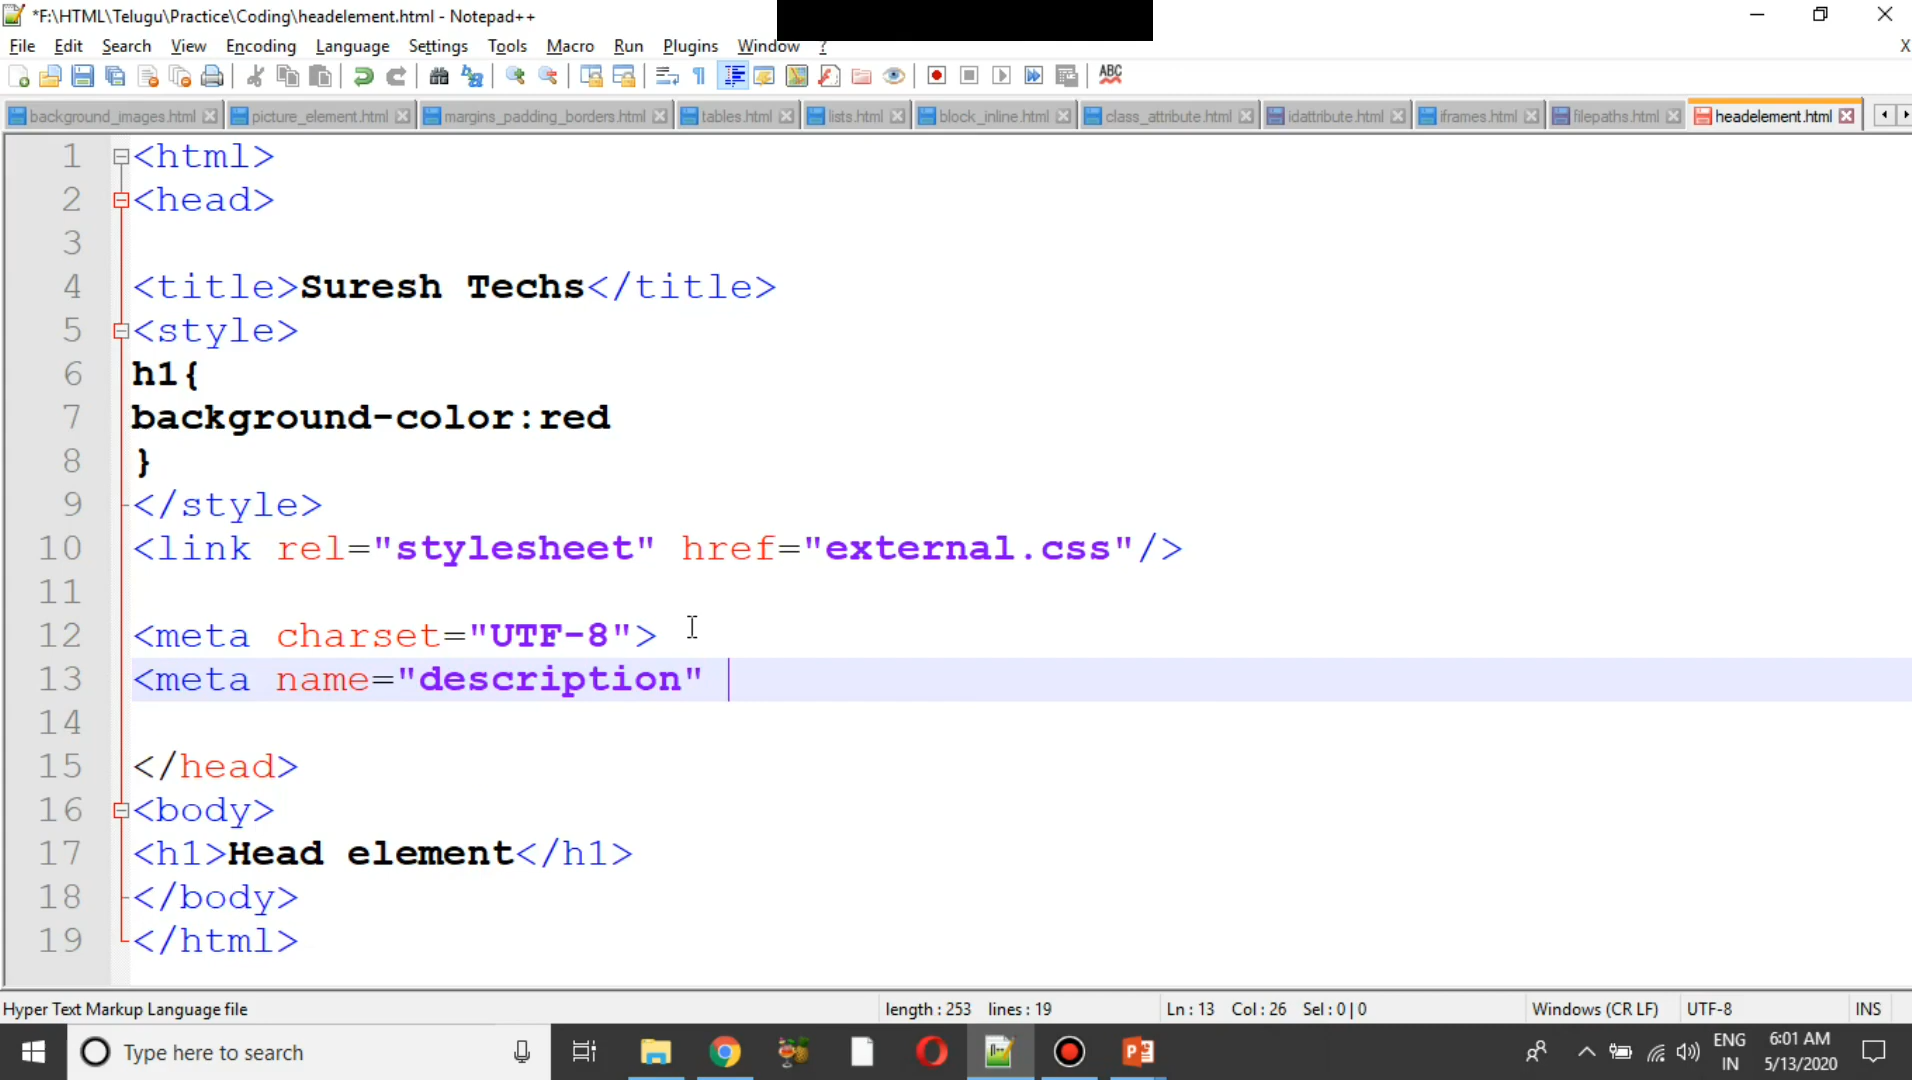 *F:\HTML\Telugu\Practice\Coding\headelement.html - Notepad++
File Edit Search View Encoding Language Settings Tools Macro Run Plugins Window ? X
ABC
background_images.html picture_element.html margins_padding_borders.html tables.html lists.html block_inline.html class_attribute.html idattribute.html iframes.html filepaths.html headelement.html
1 <html>
2 <head>
3
4 <title>Suresh Techs</title>
5 <style>
6 h1{
7 background-color:red
8 }
9 </style>
10 <link rel="stylesheet" href="external.css"/>
11
12 <meta charset="UTF-8">
13 <meta name="description"
14
15 </head>
16 <body>
17 <h1>Head element</h1>
18 </body>
19 </html>
Hyper Text Markup Language file length : 253 lines : 19 Ln : 13 Col : 26 Sel : 0 | 0 Windows (CR LF) UTF-8 INS
Type here to search ENG 6:01 AM
IN 5/13/2020